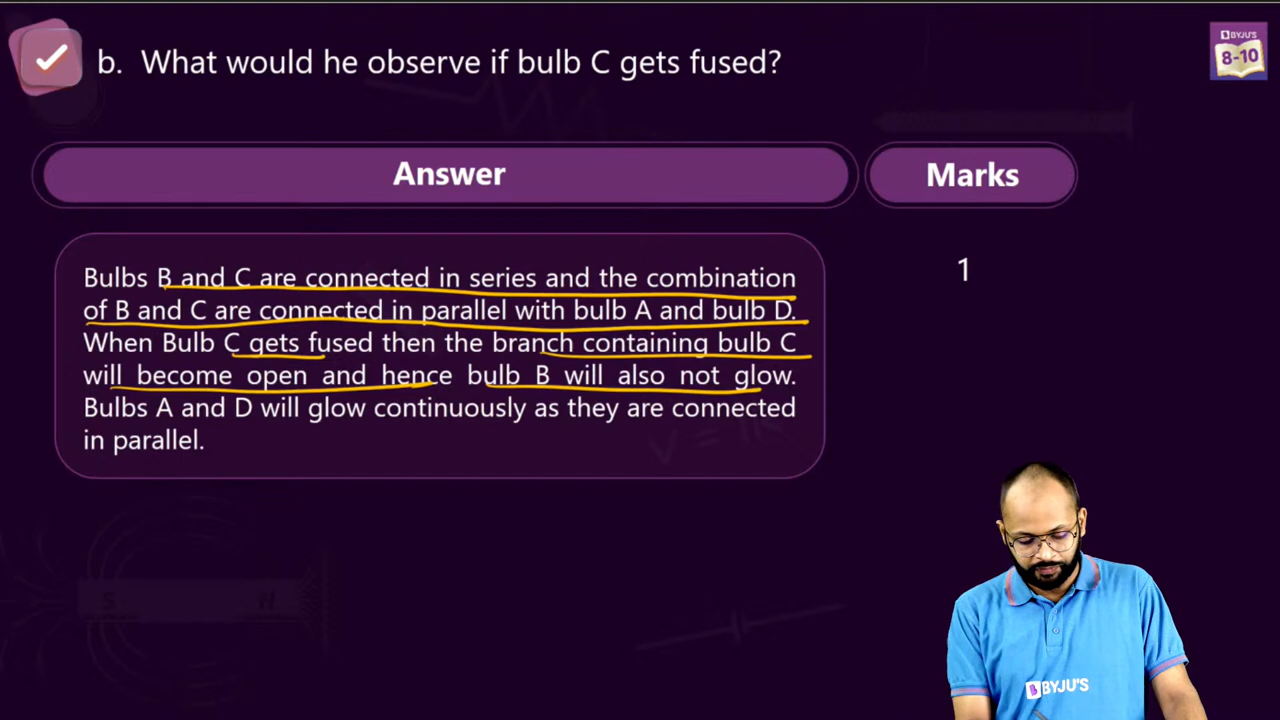 b. What would he observe if bulb C gets fused?
BYJU'S
8-10
Answer
Marks
Bulbs B and C are connected in series and the combination
of B and C are connected in parallel with bulb A and bulb D.
When Bulb C gets fused then the branch containing bulb C
will become open and hence bulb B will also not glow.
Bulbs A and D will glow continuously as they are connected
in parallel.
1
V = IR
S N
BYJU'S